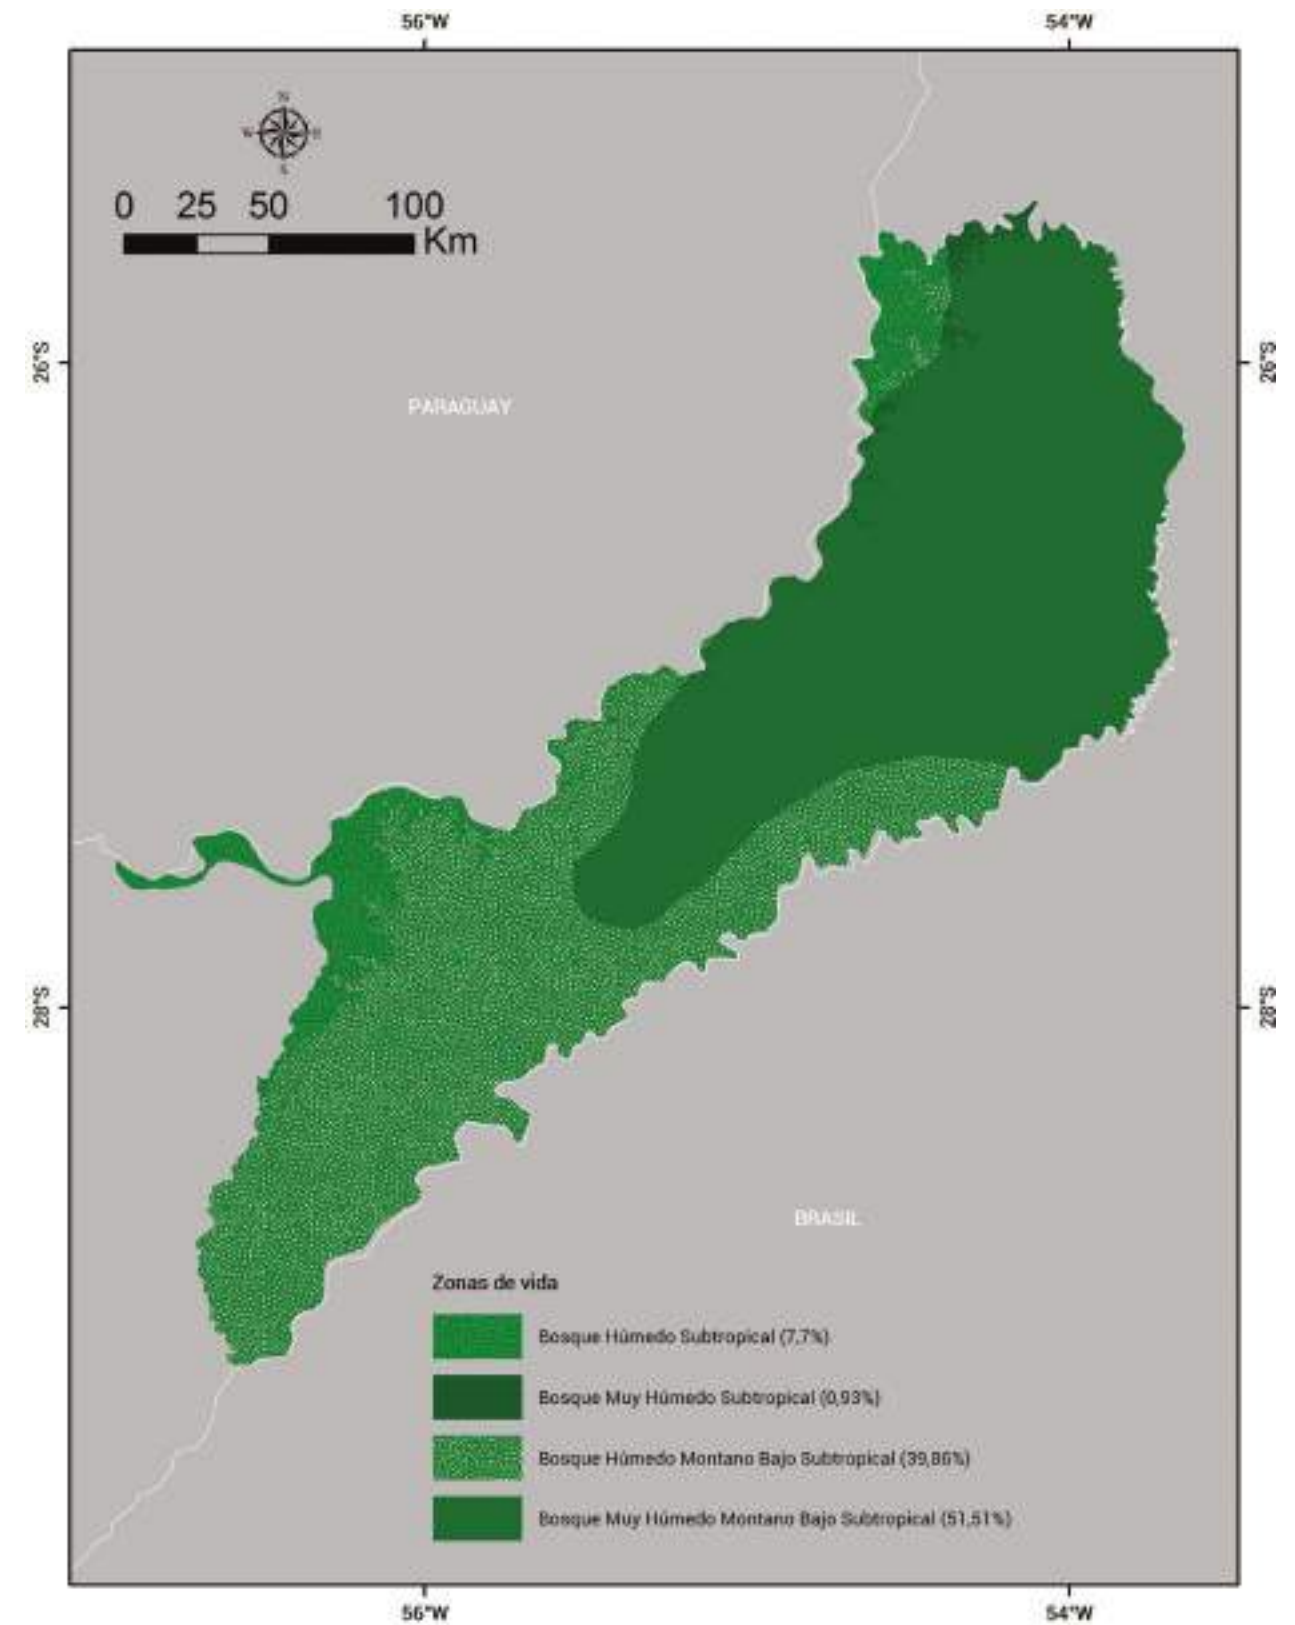 56°W 54°W
N
W E
S
0 25 50 100
Km
26°S 26°S
PARAGUAY
28°S 28°S
BRASIL
Zonas de vida
Bosque Húmedo Subtropical (7,7%)
Bosque Muy Húmedo Subtropical (0,93%)
Bosque Húmedo Montano Bajo Subtropical (39,86%)
Bosque Muy Húmedo Montano Bajo Subtropical (51,51%)
56°W 54°W